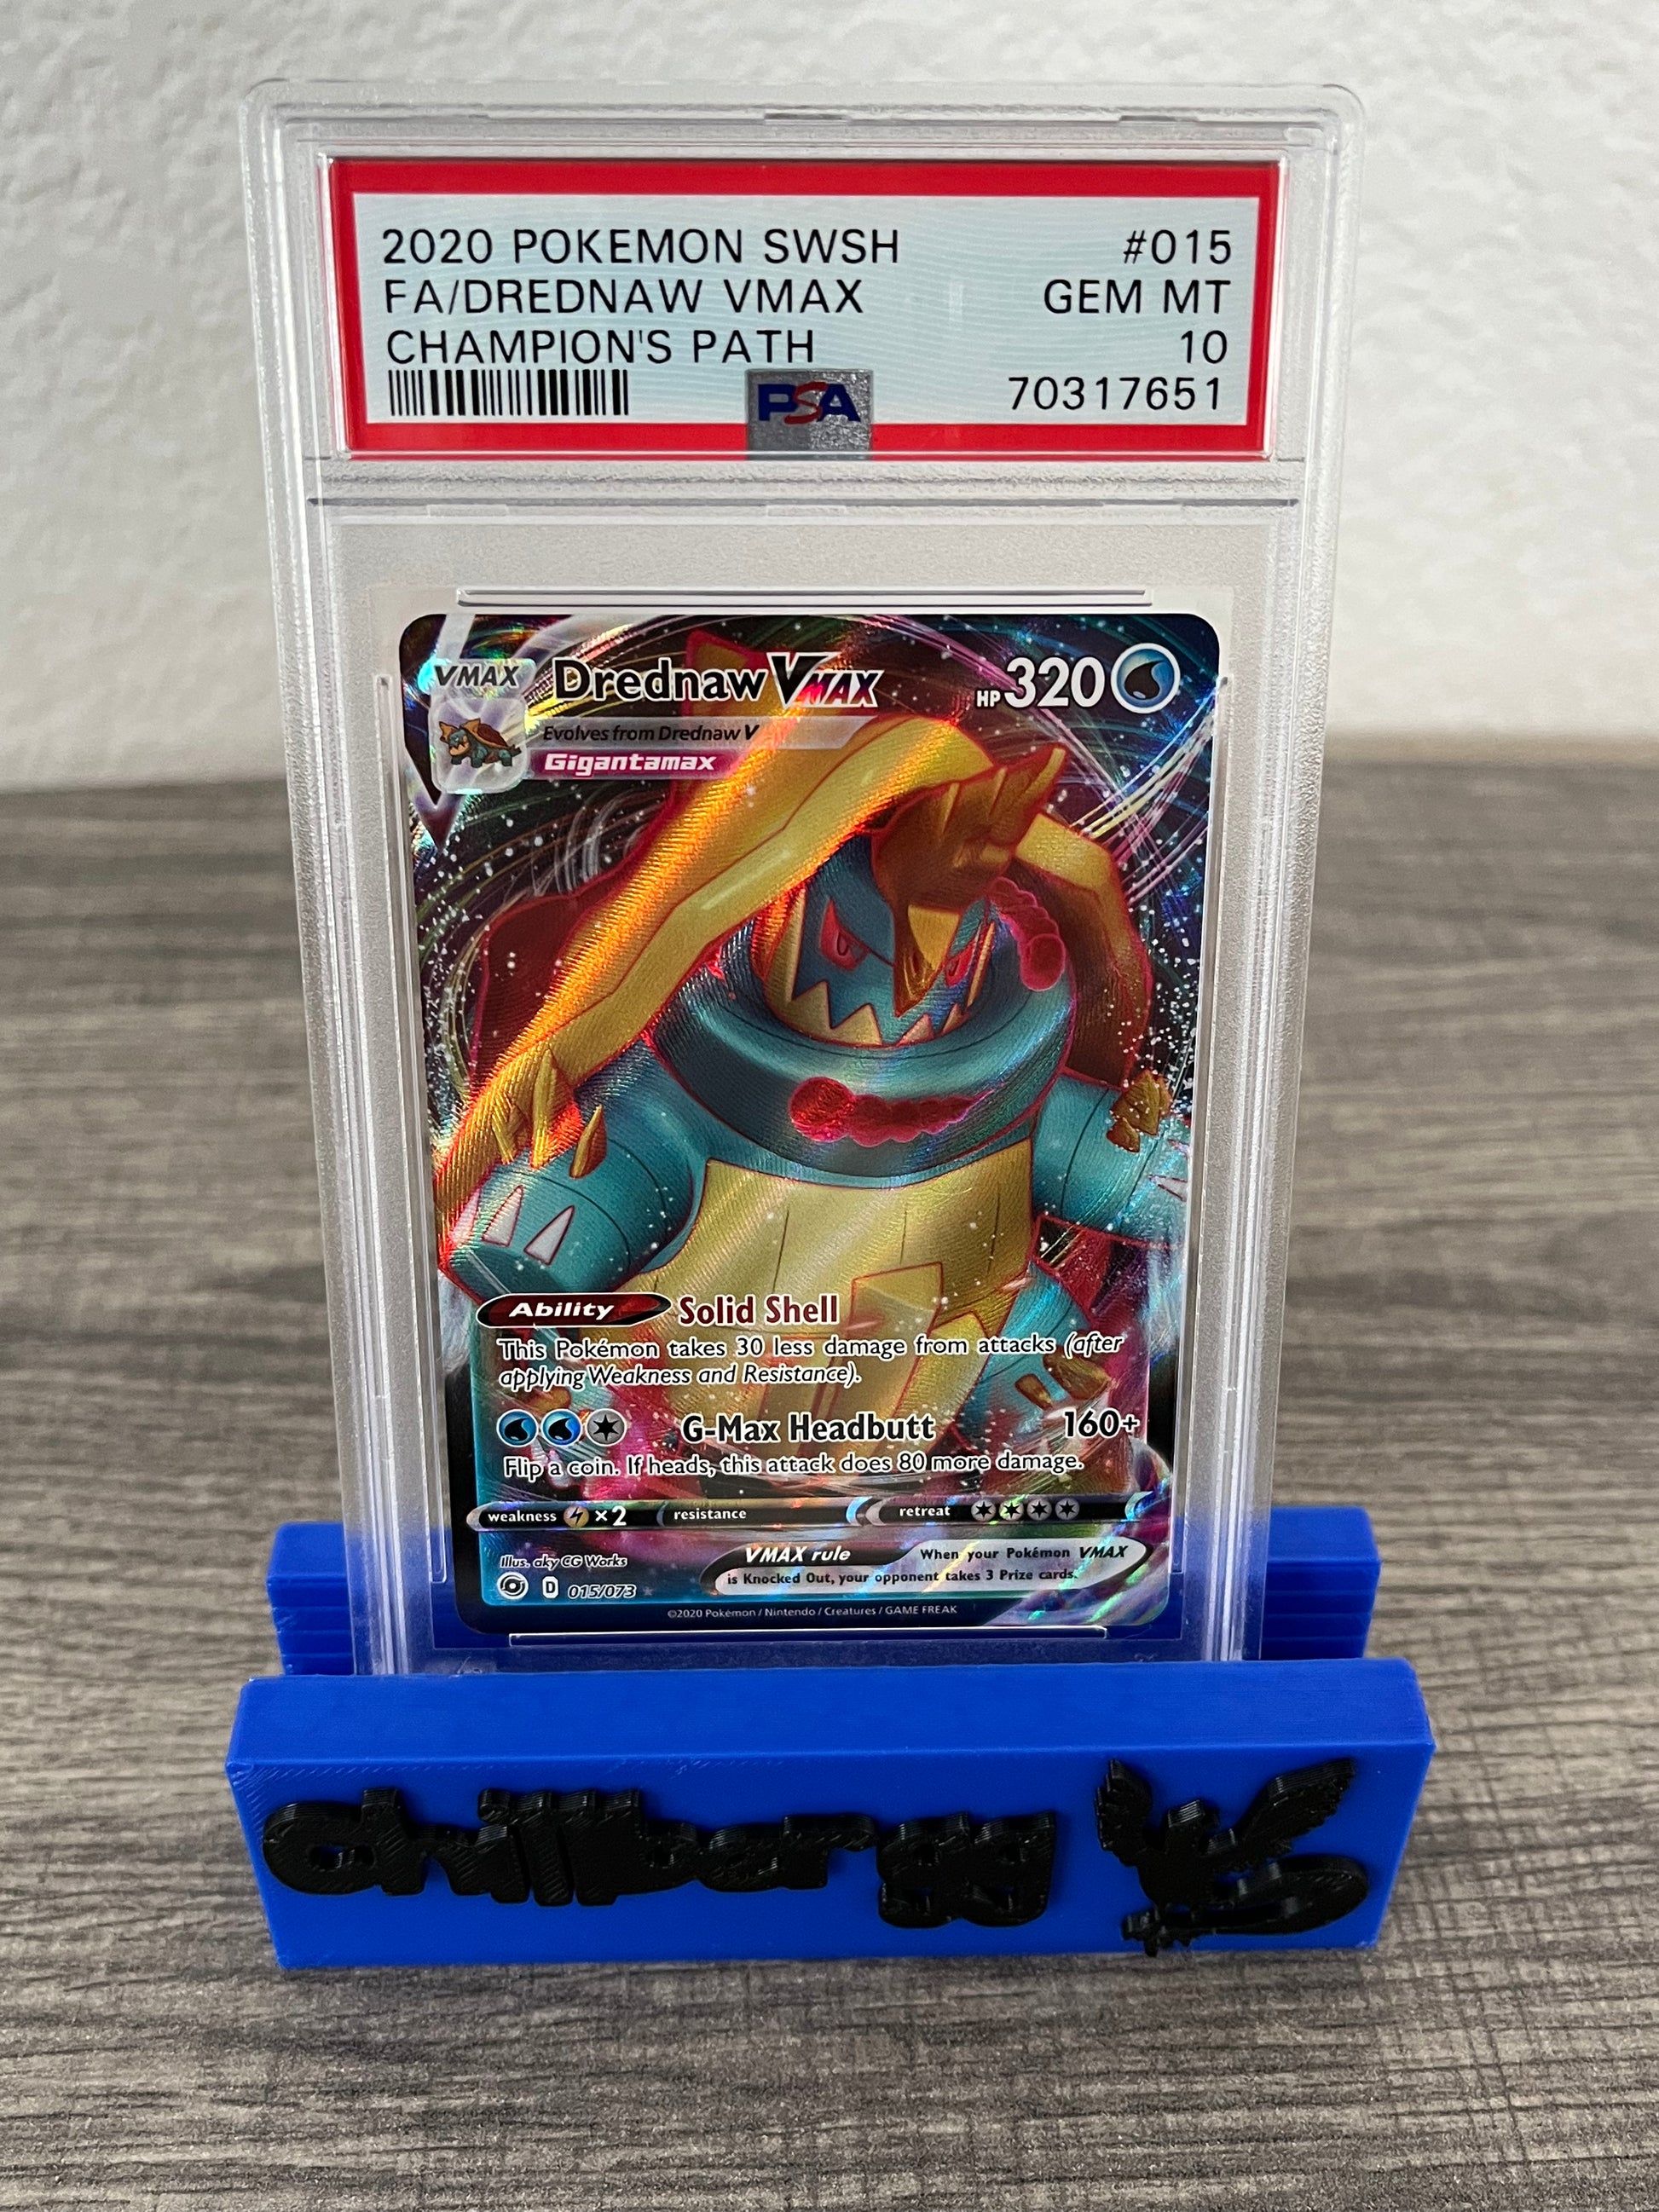 2020 POKEMON SWSH #015
FA/DREDNAW VMAX GEM MT
CHAMPION'S PATH 10
PSA 70317651
VMAX Drednaw VMAX HP 320
Evolves from Drednaw V
Gigantamax
Ability Solid Shell
This Pokémon takes 30 less damage from attacks (after
applying Weakness and Resistance).
G-Max Headbutt 160+
Flip a coin. If heads, this attack does 80 more damage.
weakness ×2 resistance retreat
Illus. aky CG Works
VMAX rule When your Pokémon VMAX
is Knocked Out, your opponent takes 3 Prize cards.
D 015/073
©2020 Pokémon / Nintendo / Creatures / GAME FREAK
chillbar99